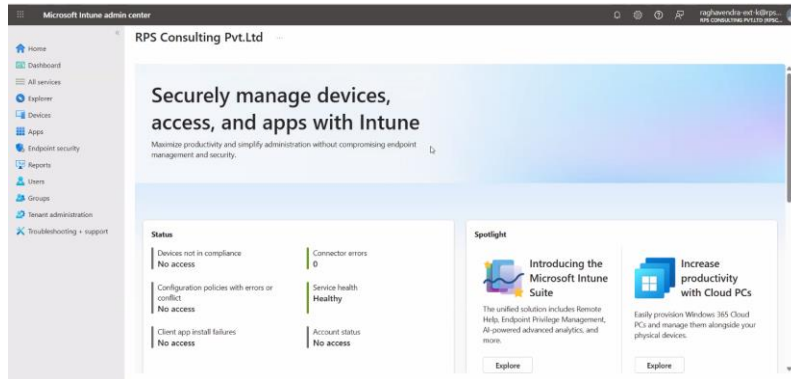 Microsoft Intune admin center
raghavendra-ext-k@rps...
RPS CONSULTING PVT.LTD (RPSC...
Home
Dashboard
All services
Explorer
Devices
Apps
Endpoint security
Reports
Users
Groups
Tenant administration
Troubleshooting + support
RPS Consulting Pvt.Ltd
Securely manage devices,
access, and apps with Intune
Maximize productivity and simplify administration without compromising endpoint
management and security.
Status
Devices not in compliance
No access
Connector errors
0
Configuration policies with errors or
conflict
No access
Service health
Healthy
Client app install failures
No access
Account status
No access
Spotlight
Introducing the
Microsoft Intune
Suite
The unified solution includes Remote
Help, Endpoint Privilege Management,
AI-powered advanced analytics, and
more.
Explore
Increase
productivity
with Cloud PCs
Easily provision Windows 365 Cloud
PCs and manage them alongside your
physical devices.
Explore